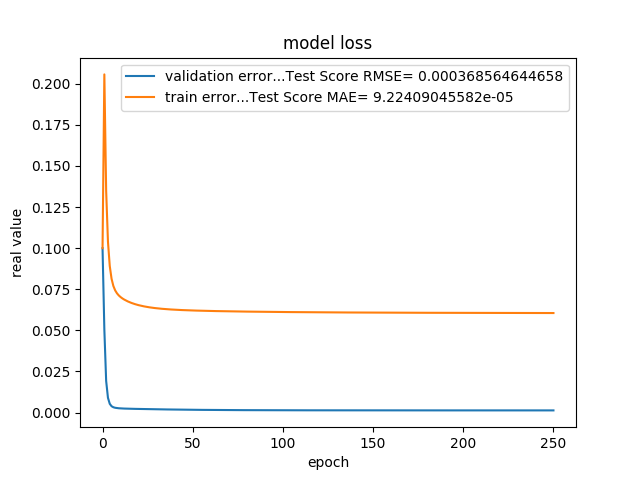 model loss
validation error...Test Score RMSE= 0.000368564644658
train error...Test Score MAE= 9.22409045582e-05
real value
0.200
0.175
0.150
0.125
0.100
0.075
0.050
0.025
0.000
0 50 100 150 200 250
epoch